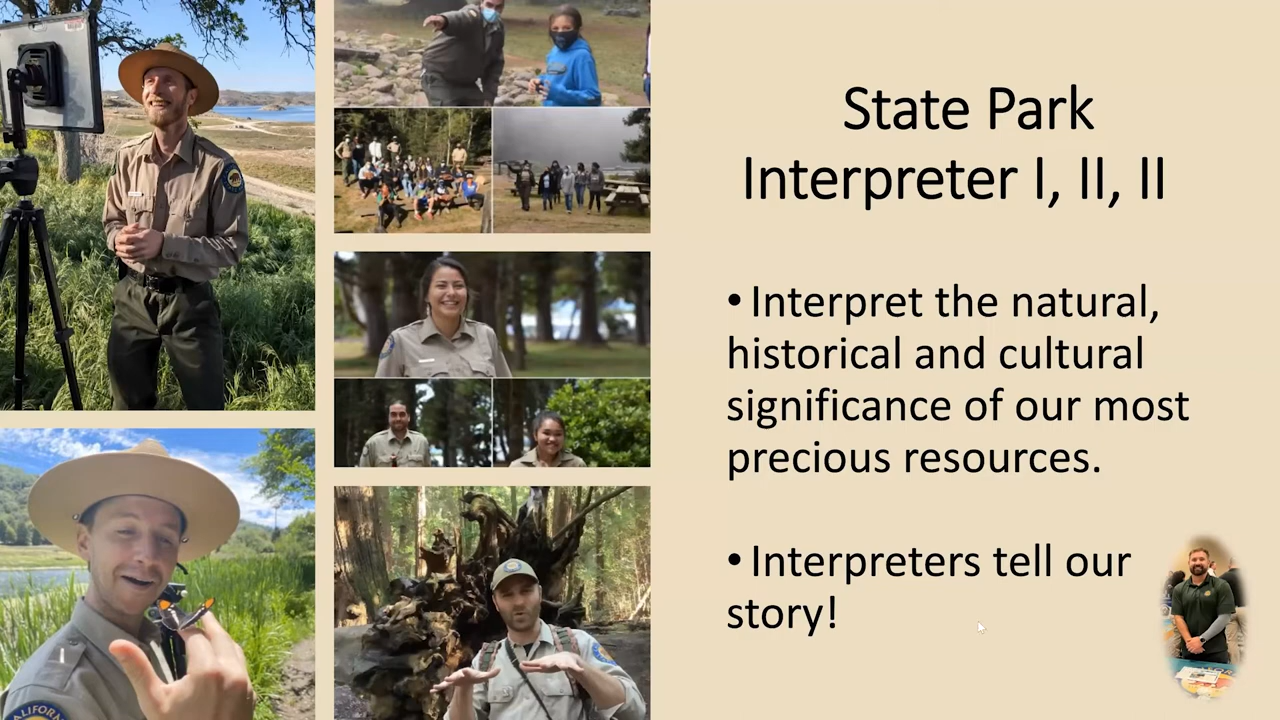 State Park
Interpreter I, II, II
• Interpret the natural,
historical and cultural
significance of our most
precious resources.
• Interpreters tell our
story!
CALIFORN